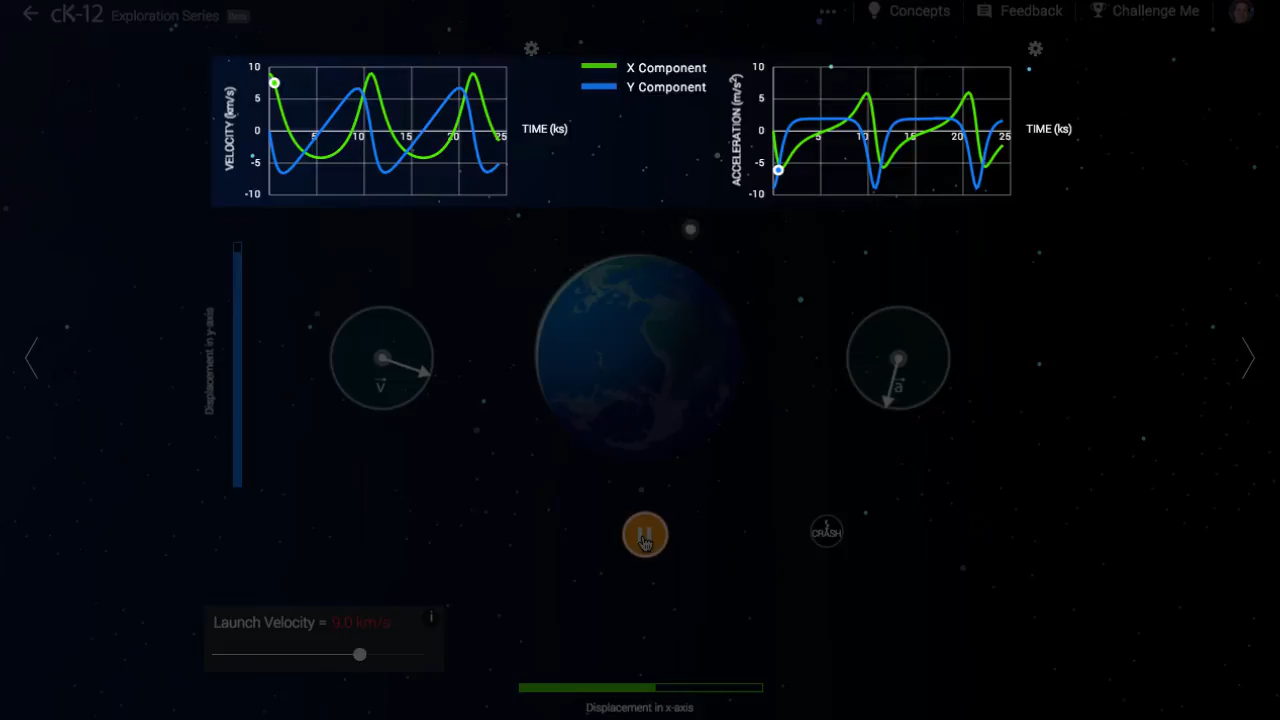 cK-12 Exploration Series Beta
Concepts
Feedback
Challenge Me
VELOCITY (km/s)
10
5
0
-5
-10
5
10
15
20
25
TIME (ks)
X Component
Y Component
ACCELERATION (m/s²)
10
5
0
-5
-10
5
10
15
20
25
TIME (ks)
Displacement in y-axis
v
a
CRASH
Launch Velocity = 9.0 km/s
i
Displacement in x-axis